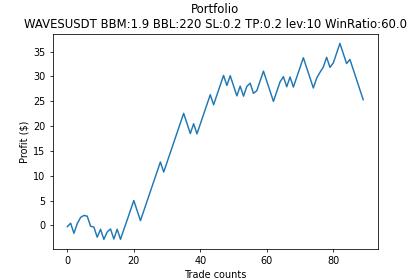 Portfolio
WAVESUSDT BBM:1.9 BBL:220 SL:0.2 TP:0.2 lev:10 WinRatio:60.0
35
30
25
20
15
10
5
0
Profit ($)
0 20 40 60 80
Trade counts